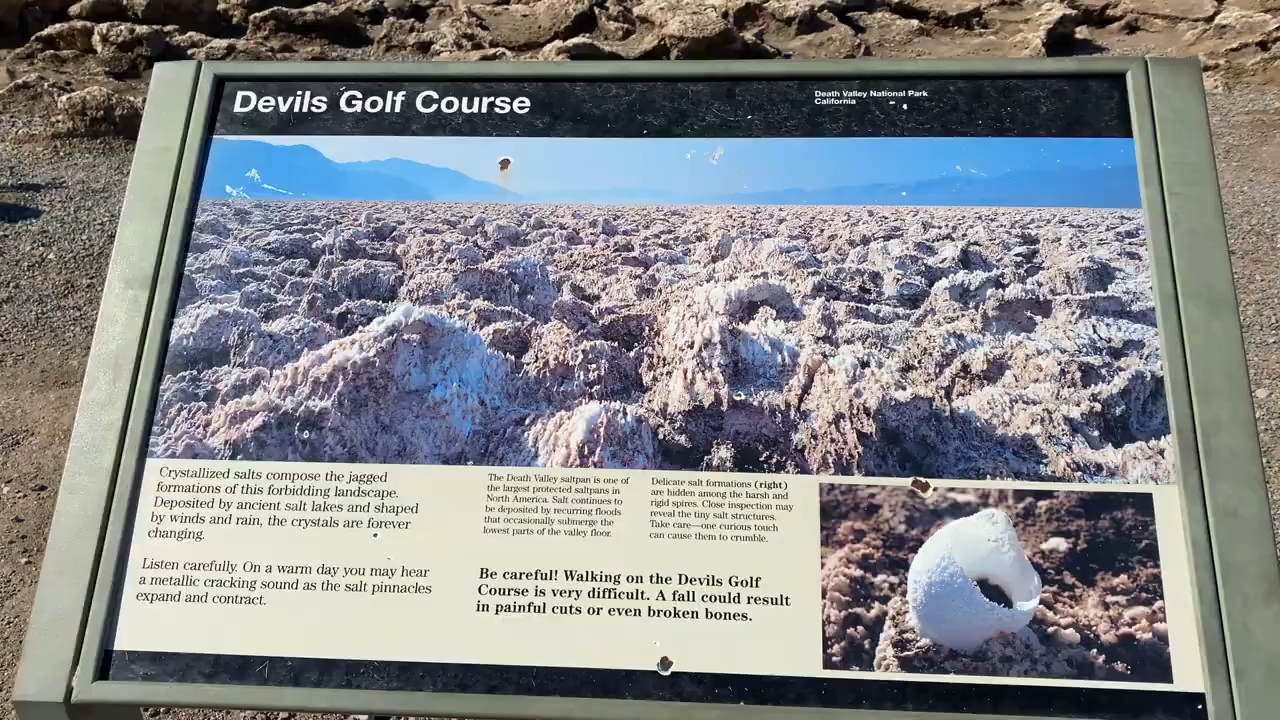 Devils Golf Course
Death Valley National Park
California
Crystallized salts compose the jagged
formations of this forbidding landscape.
Deposited by ancient salt lakes and shaped
by winds and rain, the crystals are forever
changing.
Listen carefully. On a warm day you may hear
a metallic cracking sound as the salt pinnacles
expand and contract.
The Death Valley saltpan is one of
the largest protected saltpans in
North America. Salt continues to
be deposited by recurring floods
that occasionally submerge the
lowest parts of the valley floor.
Delicate salt formations (right)
are hidden among the harsh and
rigid spires. Close inspection may
reveal the tiny salt structures.
Take care—one curious touch
can cause them to crumble.
Be careful! Walking on the Devils Golf
Course is very difficult. A fall could result
in painful cuts or even broken bones.